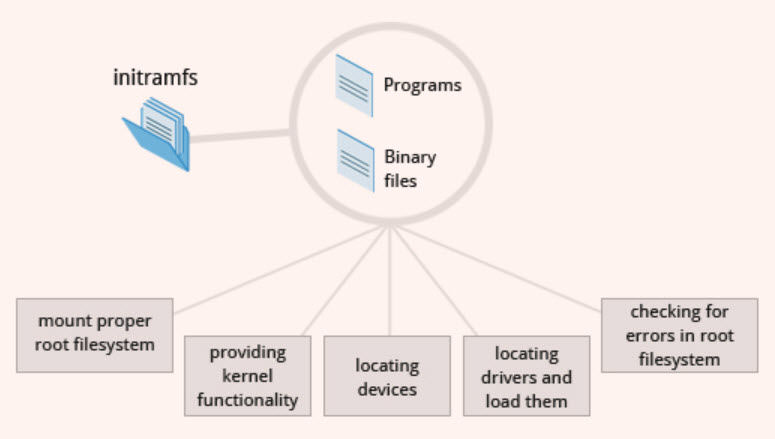 initramfs
Programs
Binary
files
mount proper
root filesystem
providing
kernel
functionality
locating
devices
locating
drivers and
load them
checking for
errors in root
filesystem